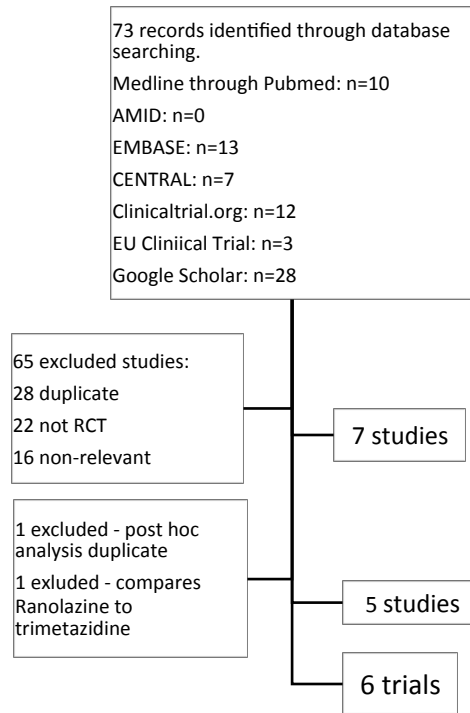 73 records identified through database
searching.
Medline through Pubmed: n=10
AMID: n=0
EMBASE: n=13
CENTRAL: n=7
Clinicaltrial.org: n=12
EU Cliniical Trial: n=3
Google Scholar: n=28
65 excluded studies:
28 duplicate
22 not RCT
16 non-relevant
7 studies
1 excluded - post hoc
analysis duplicate
1 exluded - compares
Ranolazine to
trimetazidine
5 studies
6 trials